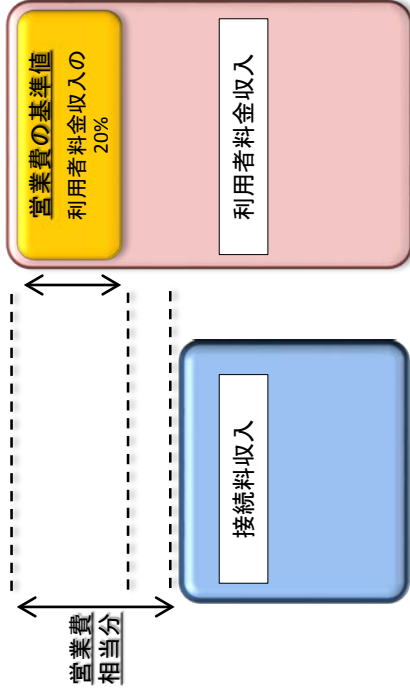 営業費
相当分
接続料収入
営業費の基準値
利用者料金収入の
20%
利用者料金収入